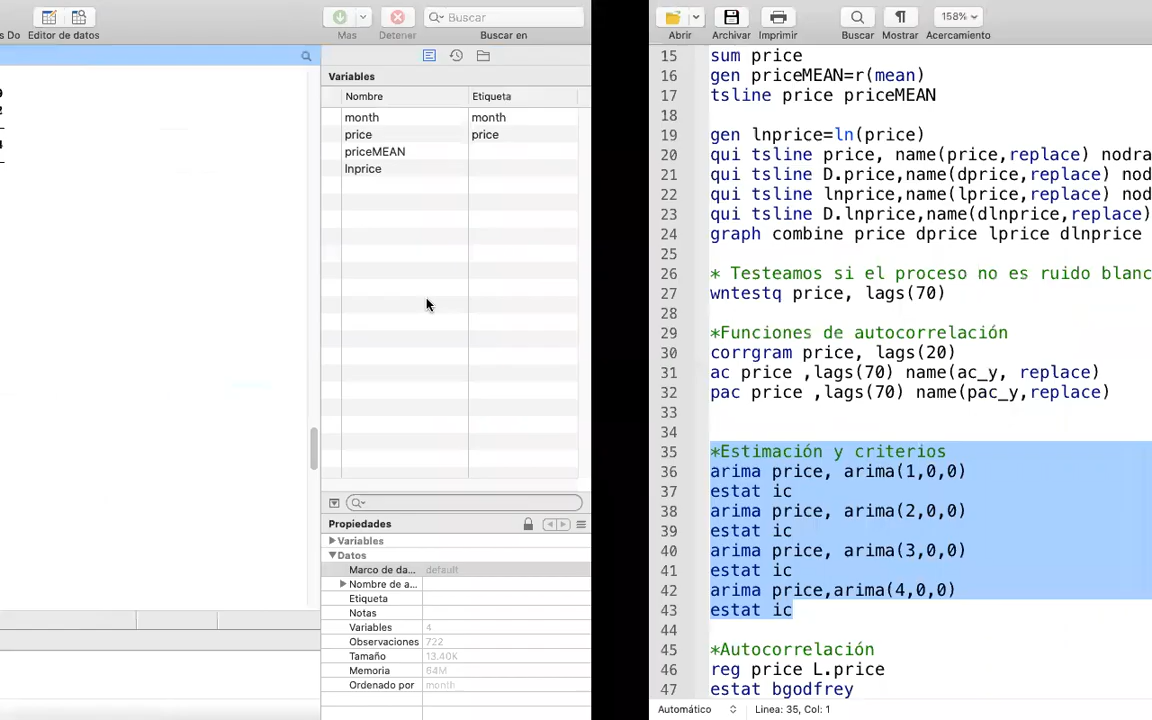 s Do
Editor de datos
Mas
Detener
Buscar
Buscar en
Variables
Nombre
Etiqueta
month
month
price
price
priceMEAN
lnprice
Propiedades
Variables
Datos
Marco de da...
default
Nombre de a...
Etiqueta
Notas
Variables
4
Observaciones
722
Tamaño
13.40K
Memoria
64M
Ordenado por
month
Abrir
Archivar
Imprimir
Buscar
Mostrar
158%
Acercamiento
15 sum price
16 gen priceMEAN=r(mean)
17 tsline price priceMEAN
18
19 gen lnprice=ln(price)
20 qui tsline price, name(price,replace) nodra
21 qui tsline D.price,name(dprice,replace) nod
22 qui tsline lnprice,name(lprice,replace) nod
23 qui tsline D.lnprice,name(dlnprice,replace)
24 graph combine price dprice lprice dlnprice
25
26 * Testeamos si el proceso no es ruido blanc
27 wntestq price, lags(70)
28
29 *Funciones de autocorrelación
30 corrgram price, lags(20)
31 ac price ,lags(70) name(ac_y, replace)
32 pac price ,lags(70) name(pac_y,replace)
33
34
35 *Estimación y criterios
36 arima price, arima(1,0,0)
37 estat ic
38 arima price, arima(2,0,0)
39 estat ic
40 arima price, arima(3,0,0)
41 estat ic
42 arima price,arima(4,0,0)
43 estat ic
44
45 *Autocorrelación
46 reg price L.price
47 estat bgodfrey
Automático
Línea: 35, Col: 1